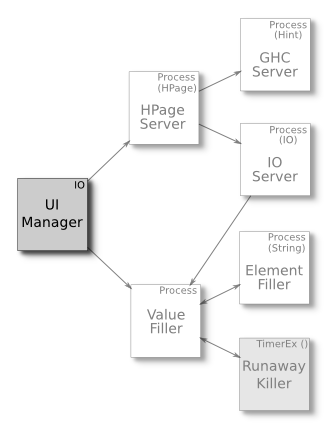 Process
(Hint)
GHC
Server
Process
(HPage)
HPage
Server
Process
(IO)
IO
Server
IO
UI
Manager
Process
(String)
Element
Filler
Process
Value
Filler
TimerEx ()
Runaway
Killer